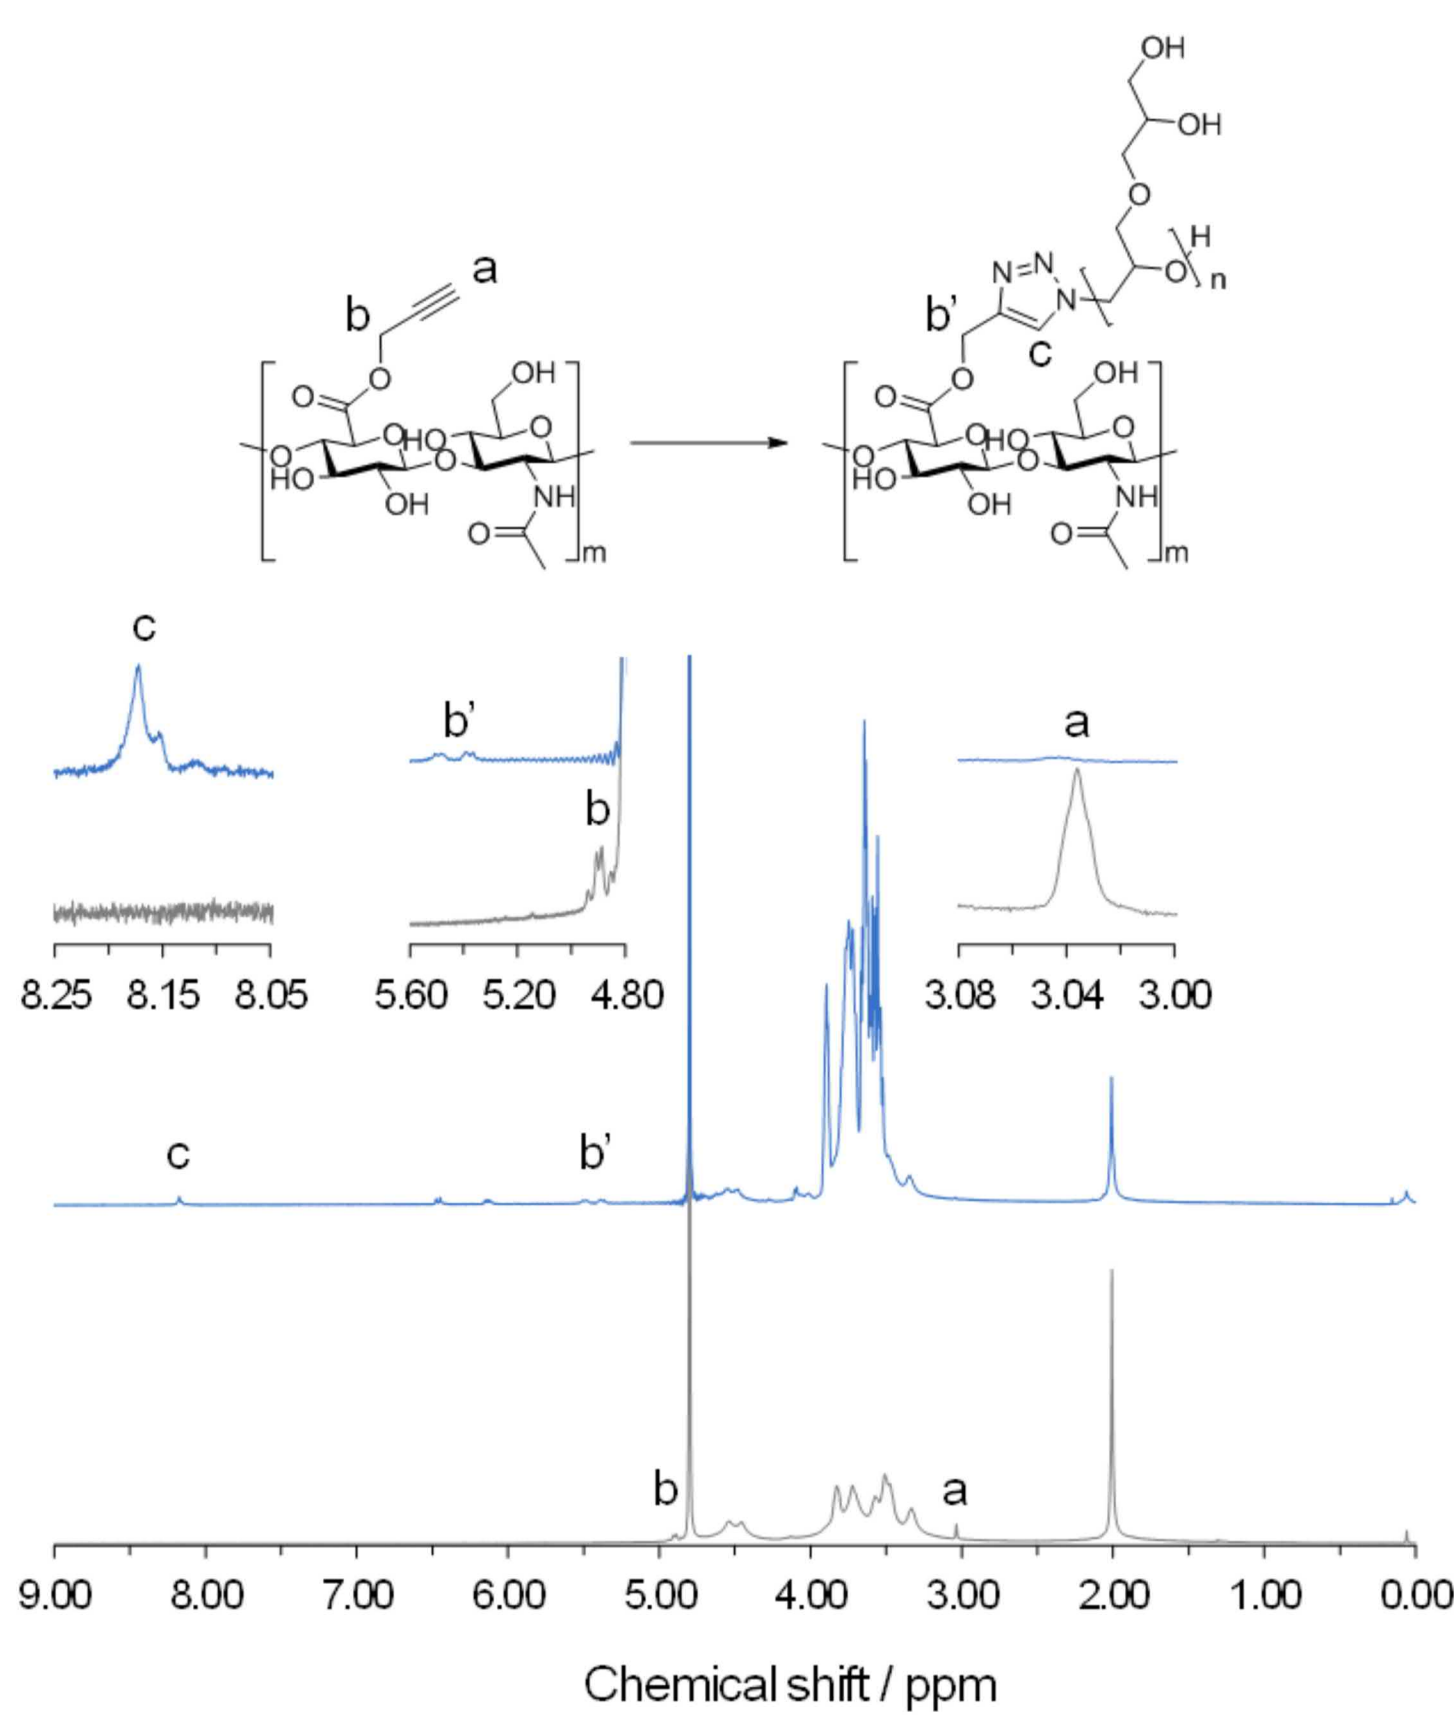 OH
OH
O
H
O
n
N=N
N
a
b
b'
c
O
O
OH
O
O
OH
O
O
HO
O
O
HO
O
O
HO
O
O
HO
O
O
HO
OH
NH
HO
OH
NH
O
m
O
m
c
b'
a
b
8.25 8.15 8.05
5.60 5.20 4.80
3.08 3.04 3.00
c
b'
b
a
9.00 8.00 7.00 6.00 5.00 4.00 3.00 2.00 1.00 0.00
Chemical shift / ppm